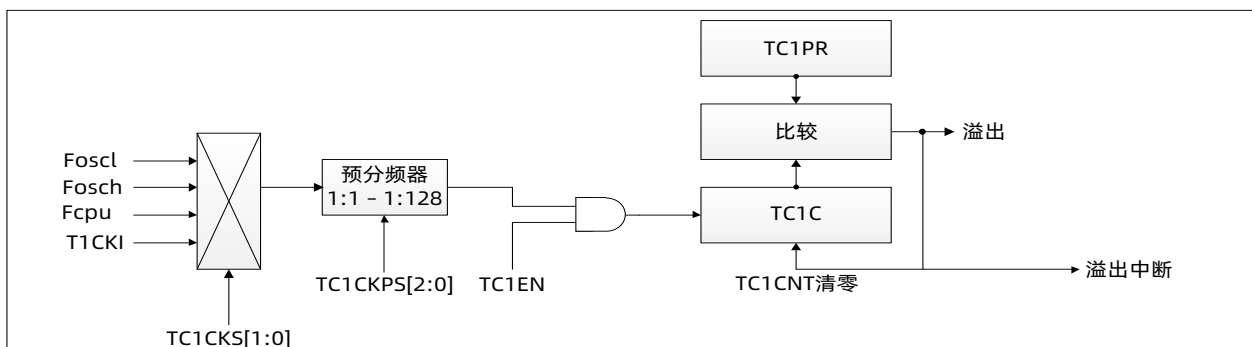 TC1PR
比较
溢出
Foscl
Fosch
Fcpu
T1CKI
预分频器
1:1 - 1:128
TC1C
TC1CKPS[2:0]
TC1EN
TC1CNT清零
溢出中断
TC1CKS[1:0]